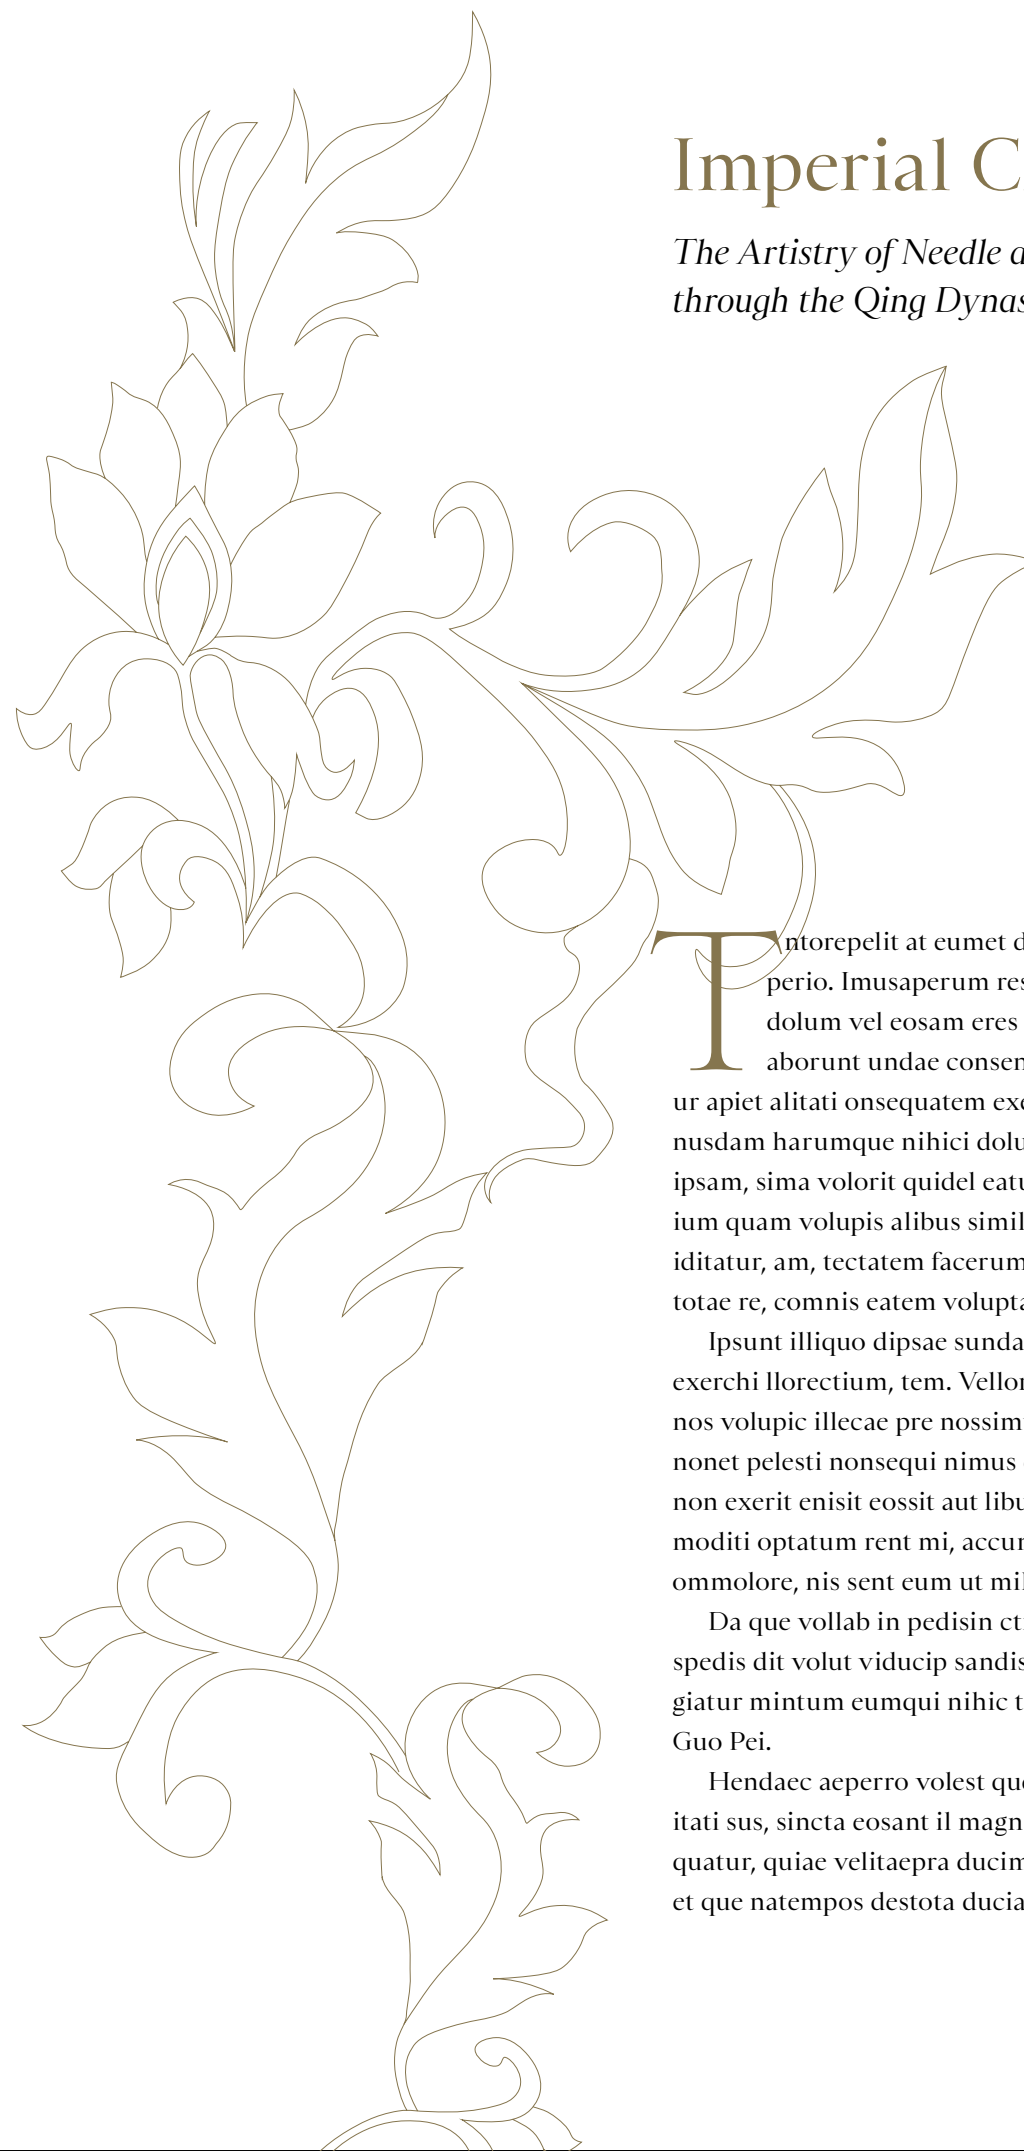 Imperial C
The Artistry of Needle a
through the Qing Dynas
Tntorepelit at eumet d
perio. Imusaperum res
dolum vel eosam eres
aborunt undae consen
ur apiet alitati onsequatem exe
nusdam harumque nihici dolu
ipsam, sima volorit quidel eatu
ium quam volupis alibus simil
iditatur, am, tectatem facerum
totae re, comnis eatem volupta
Ipsunt illiquo dipsae sunda
exerchi llorectium, tem. Vellor
nos volupic illecae pre nossim
nonet pelesti nonsequi nimus
non exerit enisit eossit aut libu
moditi optatum rent mi, accur
ommolore, nis sent eum ut mil
Da que vollab in pedisin cti
spedis dit volut viducip sandis
giatur mintum eumqui nihic t
Guo Pei.
Hendaec aeperro volest que
itati sus, sincta eosant il magn
quatur, quiae velitaepra ducim
et que natempos destota ducia